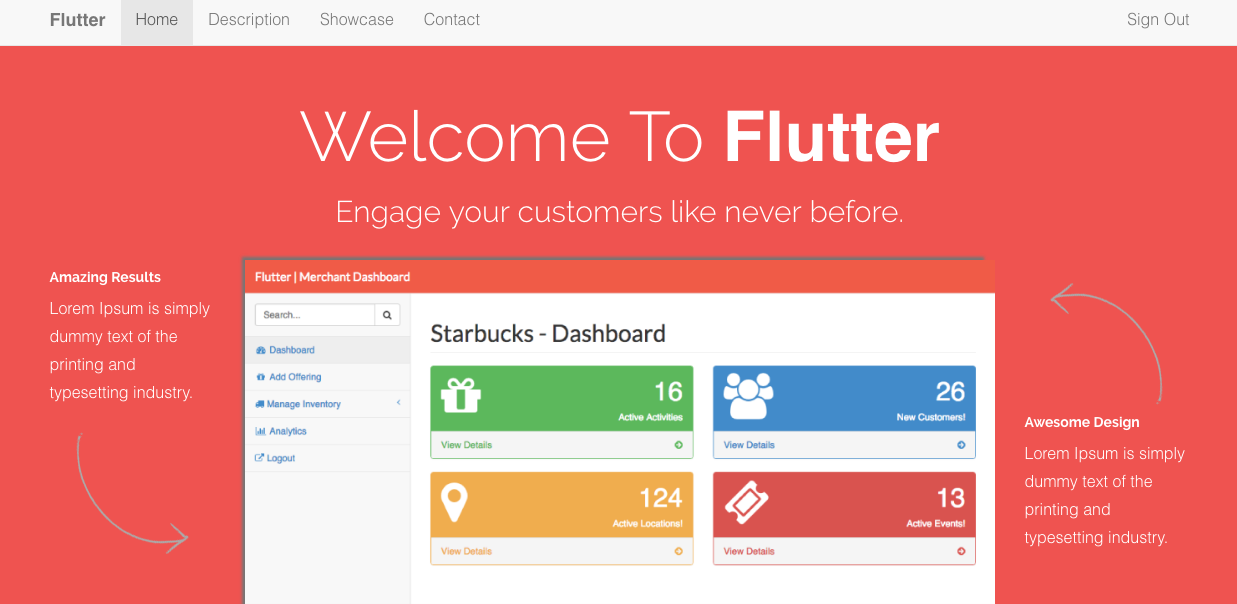 Flutter Home Description Showcase Contact Sign Out
Welcome To Flutter
Engage your customers like never before.
Amazing Results
Lorem Ipsum is simply
dummy text of the
printing and
typesetting industry.
Flutter | Merchant Dashboard
Search...
Dashboard
Add Offering
Manage Inventory
Analytics
Logout
Starbucks - Dashboard
16
Active Activities
View Details
26
New Customers!
View Details
124
Active Locations!
View Details
13
Active Events!
View Details
Awesome Design
Lorem Ipsum is simply
dummy text of the
printing and
typesetting industry.